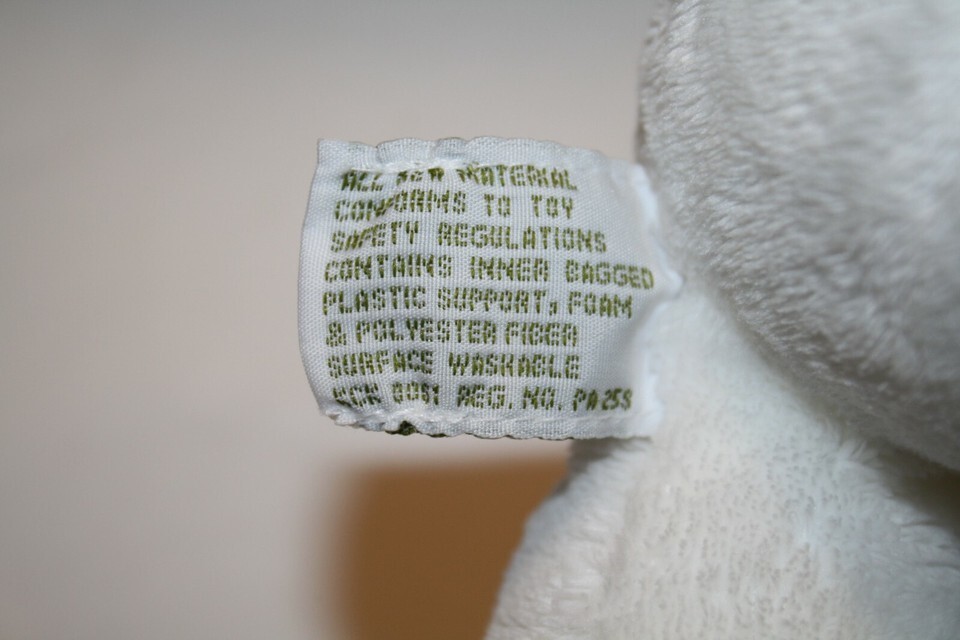 ALL NEW MATERIAL
CONFORMS TO TOY
SAFETY REGULATIONS
CONTAINS INNER BAGGED
PLASTIC SUPPORT, FOAM
& POLYESTER FIBER
SURFACE WASHABLE
REG. NO. PA 255